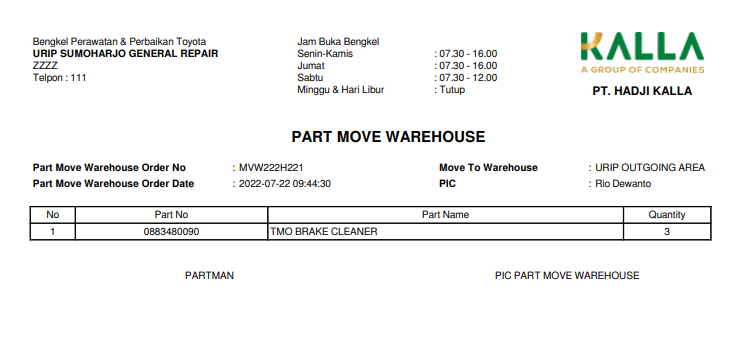 Bengkel Perawatan & Perbaikan Toyota
URIP SUMOHARJO GENERAL REPAIR
ZZZZ
Telpon : 111
Jam Buka Bengkel
Senin-Kamis : 07.30 - 16.00
Jumat : 07.30 - 16.00
Sabtu : 07.30 - 12.00
Minggu & Hari Libur : Tutup
KALLA
A GROUP OF COMPANIES
PT. HADJI KALLA
PART MOVE WAREHOUSE
Part Move Warehouse Order No : MVW222H221
Part Move Warehouse Order Date : 2022-07-22 09:44:30
Move To Warehouse : URIP OUTGOING AREA
PIC : Rio Dewanto
No Part No Part Name Quantity
1 0883480090 TMO BRAKE CLEANER 3
PARTMAN PIC PART MOVE WAREHOUSE